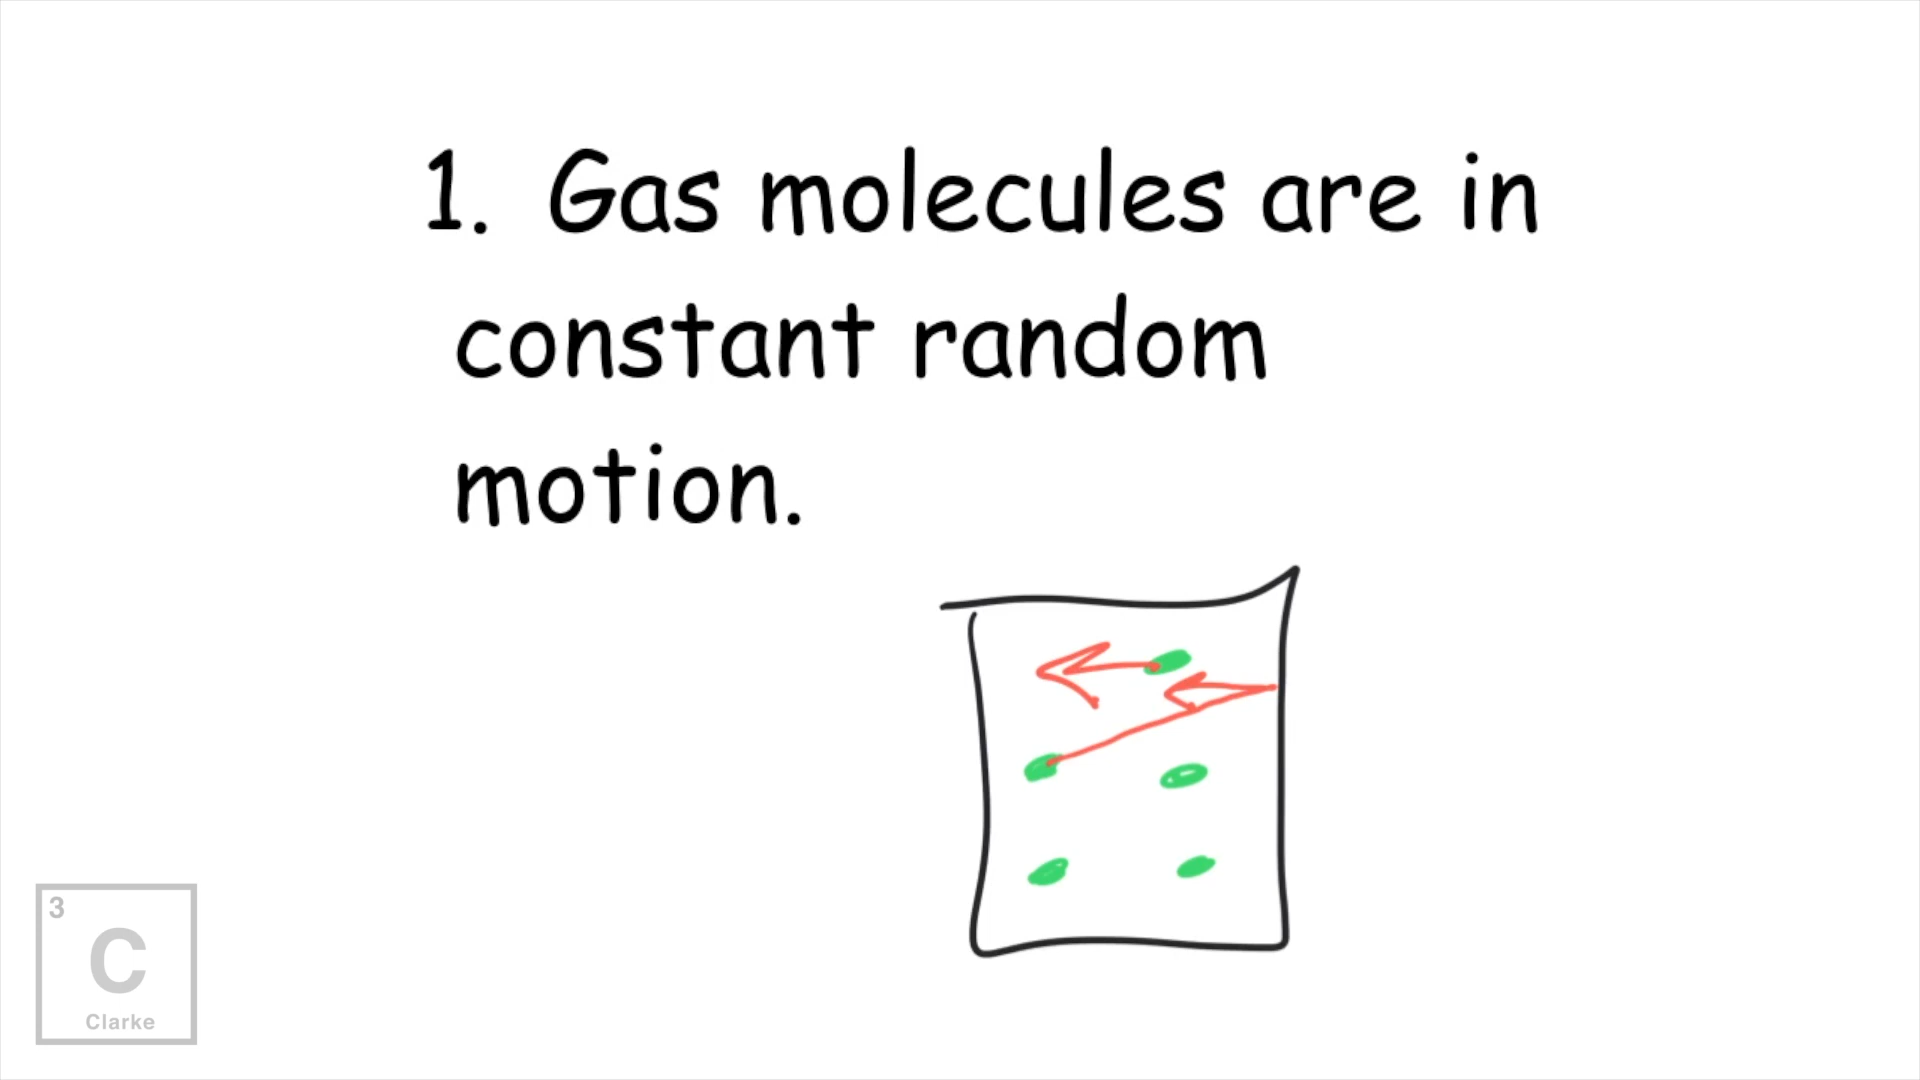 1. Gas molecules are in
constant random
motion.
3
C
Clarke